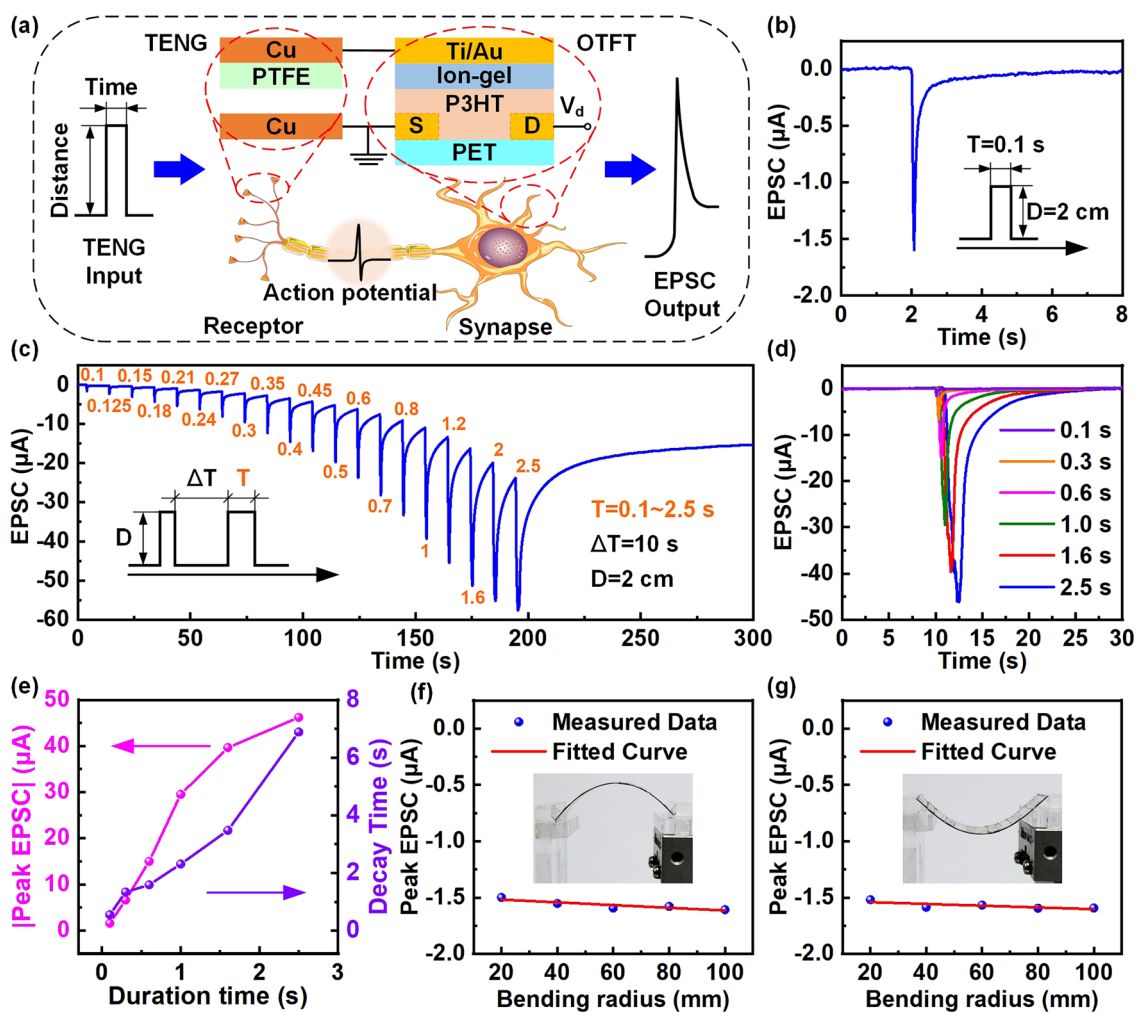 (a)
TENG
Cu
PTFE
Cu
Ti/Au
Ion-gel
P3HT
S
D
PET
OTFT
Vd
Time
Distance
TENG
Input
Action potential
Receptor
Synapse
EPSC
Output
(b)
EPSC (μA)
0.0
-0.5
-1.0
-1.5
-2.0
T=0.1 s
D=2 cm
0 2 4 6 8
Time (s)
(c)
EPSC (μA)
0
-10
-20
-30
-40
-50
-60
0.1 0.15 0.21 0.27 0.35 0.45 0.6 0.8 1.2 2 2.5
0.125 0.18 0.24 0.3 0.4 0.5 0.7 1 1.6
ΔT T
D
T=0.1~2.5 s
ΔT=10 s
D=2 cm
0 25 50 75 100 125 150 175 200 250 300
Time (s)
(d)
EPSC (μA)
0
-10
-20
-30
-40
-50
0.1 s
0.3 s
0.6 s
1.0 s
1.6 s
2.5 s
0 5 10 15 20 25 30
Time (s)
(e)
|Peak EPSC| (μA)
50
40
30
20
10
0
8
6
4
2
0
Decay Time (s)
0 1 2 3
Duration time (s)
(f)
Peak EPSC (μA)
0.0
-0.5
-1.0
-1.5
-2.0
Measured Data
Fitted Curve
20 40 60 80 100
Bending radius (mm)
(g)
Peak EPSC (μA)
0.0
-0.5
-1.0
-1.5
-2.0
Measured Data
Fitted Curve
20 40 60 80 100
Bending radius (mm)